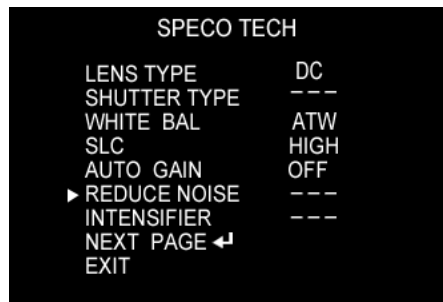 SPECO TECH
LENS TYPE DC
SHUTTER TYPE ---
WHITE BAL ATW
SLC HIGH
AUTO GAIN OFF
▶ REDUCE NOISE ---
INTENSIFIER ---
NEXT PAGE ↵
EXIT